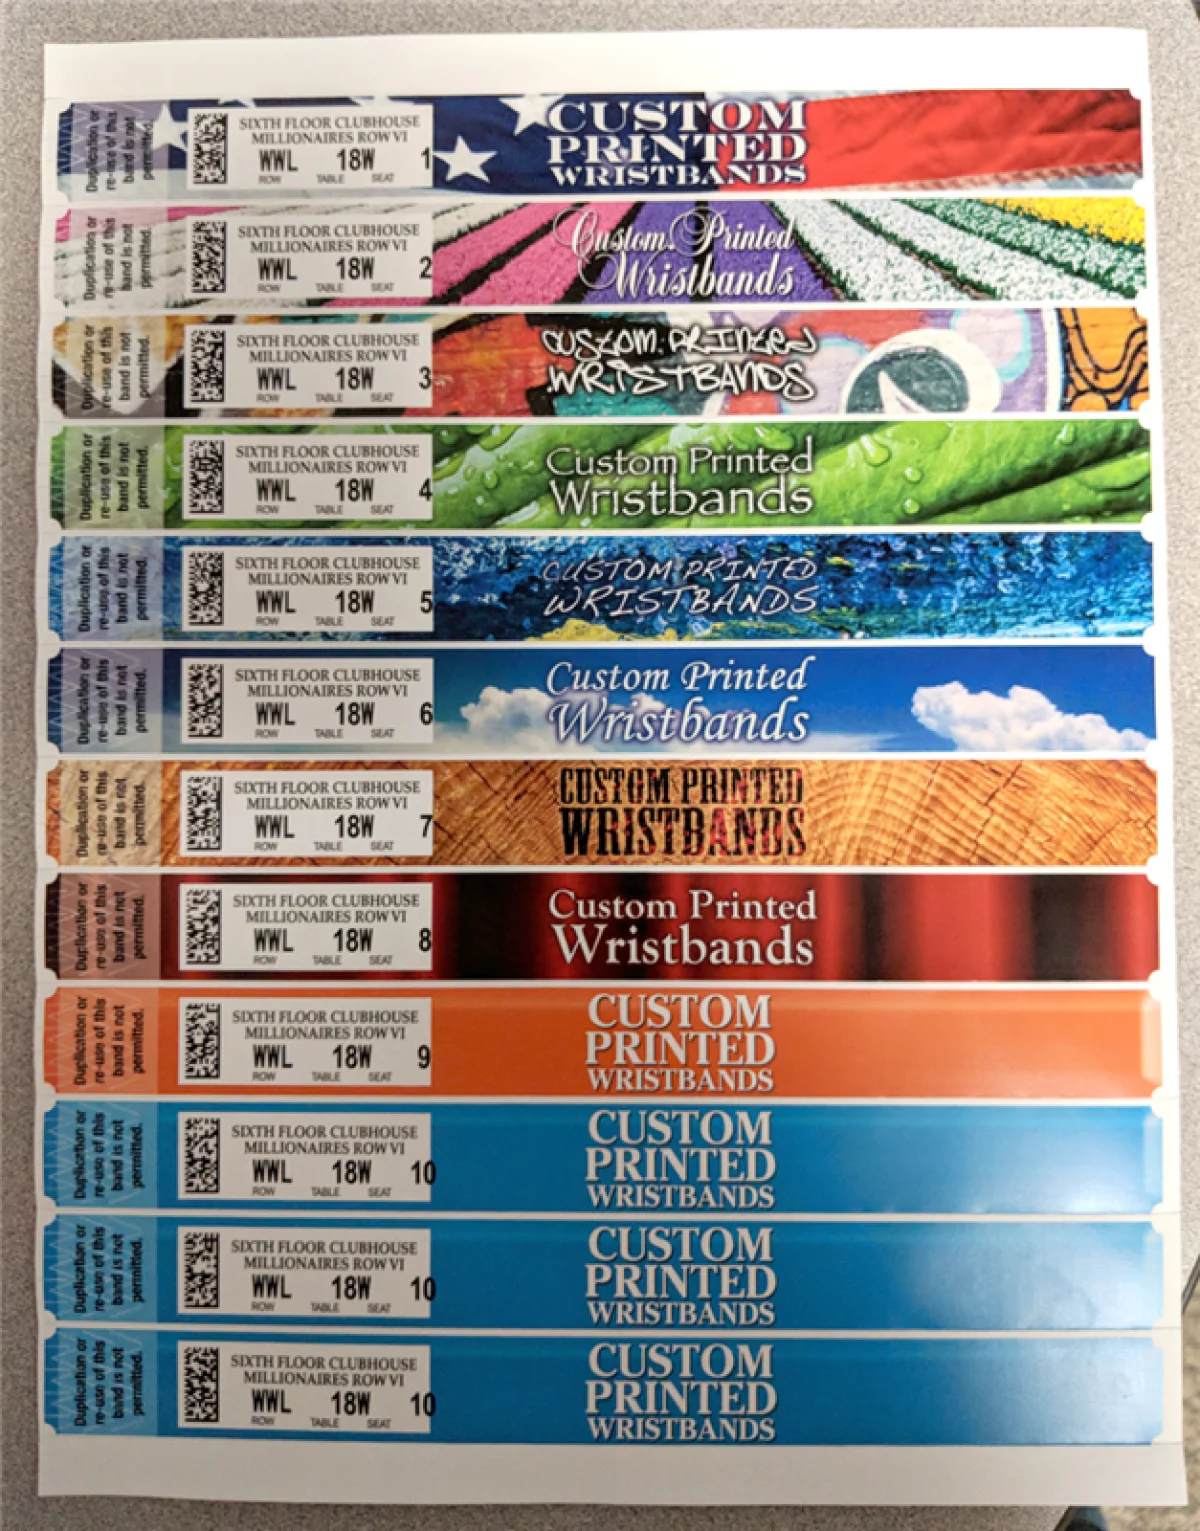 Duplication or
re-use of this
band is not
permitted.
SIXTH FLOOR CLUBHOUSE
MILLIONAIRES ROW VI
WWL 18W 1
ROW TABLE SEAT
CUSTOM
PRINTED
WRISTBANDS
Duplication or
re-use of this
band is not
permitted.
SIXTH FLOOR CLUBHOUSE
MILLIONAIRES ROW VI
WWL 18W 2
ROW TABLE SEAT
Custom Printed
Wristbands
Duplication or
re-use of this
band is not
permitted.
SIXTH FLOOR CLUBHOUSE
MILLIONAIRES ROW VI
WWL 18W 3
ROW TABLE SEAT
CUSTOM PRINTED
WRISTBANDS
Duplication or
re-use of this
band is not
permitted.
SIXTH FLOOR CLUBHOUSE
MILLIONAIRES ROW VI
WWL 18W 4
ROW TABLE SEAT
Custom Printed
Wristbands
Duplication or
re-use of this
band is not
permitted.
SIXTH FLOOR CLUBHOUSE
MILLIONAIRES ROW VI
WWL 18W 5
ROW TABLE SEAT
CUSTOM PRINTED
WRISTBANDS
Duplication or
re-use of this
band is not
permitted.
SIXTH FLOOR CLUBHOUSE
MILLIONAIRES ROW VI
WWL 18W 6
ROW TABLE SEAT
Custom Printed
Wristbands
Duplication or
re-use of this
band is not
permitted.
SIXTH FLOOR CLUBHOUSE
MILLIONAIRES ROW VI
WWL 18W 7
ROW TABLE SEAT
CUSTOM PRINTED
WRISTBANDS
Duplication or
re-use of this
band is not
permitted.
SIXTH FLOOR CLUBHOUSE
MILLIONAIRES ROW VI
WWL 18W 8
ROW TABLE SEAT
Custom Printed
Wristbands
Duplication or
re-use of this
band is not
permitted.
SIXTH FLOOR CLUBHOUSE
MILLIONAIRES ROW VI
WWL 18W 9
ROW TABLE SEAT
CUSTOM
PRINTED
WRISTBANDS
Duplication or
re-use of this
band is not
permitted.
SIXTH FLOOR CLUBHOUSE
MILLIONAIRES ROW VI
WWL 18W 10
ROW TABLE SEAT
CUSTOM
PRINTED
WRISTBANDS
Duplication or
re-use of this
band is not
permitted.
SIXTH FLOOR CLUBHOUSE
MILLIONAIRES ROW VI
WWL 18W 10
ROW TABLE SEAT
CUSTOM
PRINTED
WRISTBANDS
Duplication or
re-use of this
band is not
permitted.
SIXTH FLOOR CLUBHOUSE
MILLIONAIRES ROW VI
WWL 18W 10
ROW TABLE SEAT
CUSTOM
PRINTED
WRISTBANDS